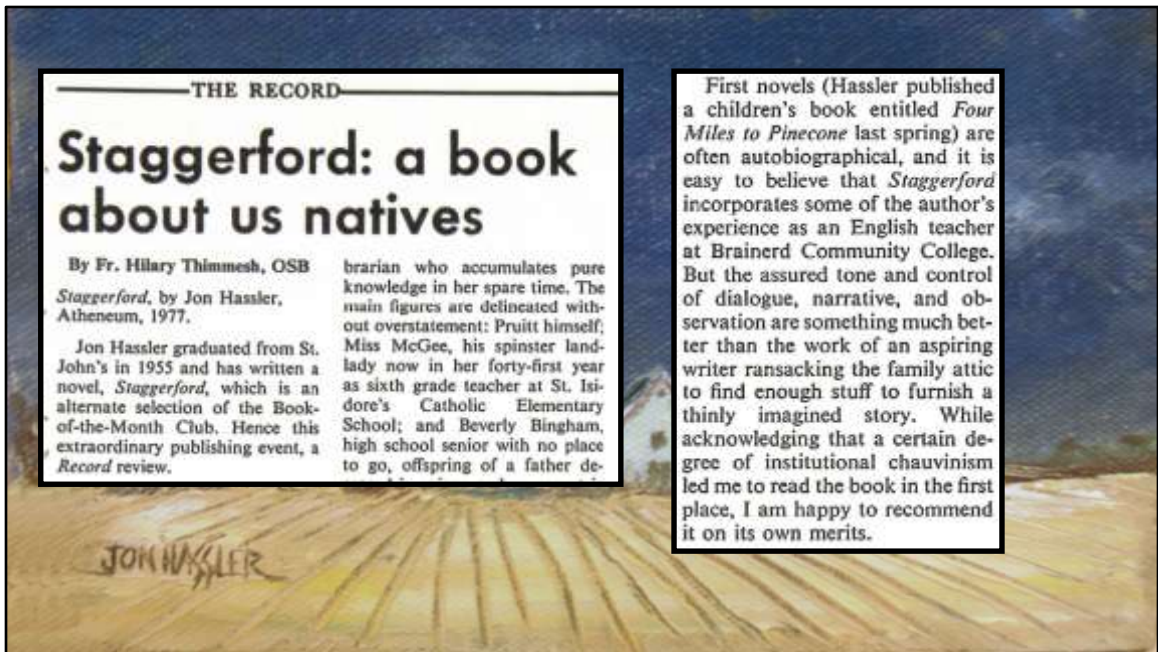 THE RECORD
Staggerford: a book
about us natives
By Fr. Hilary Thimmesh, OSB
Staggerford, by Jon Hassler,
Atheneum, 1977.
Jon Hassler graduated from St.
John's in 1955 and has written a
novel, Staggerford, which is an
alternate selection of the Book-
of-the-Month Club. Hence this
extraordinary publishing event, a
Record review.
brarian who accumulates pure
knowledge in her spare time. The
main figures are delineated with-
out overstatement: Pruitt himself;
Miss McGee, his spinster land-
lady now in her forty-first year
as sixth grade teacher at St. Isi-
dore's Catholic Elementary
School; and Beverly Bingham,
high school senior with no place
to go, offspring of a father de-
First novels (Hassler published
a children's book entitled Four
Miles to Pinecone last spring) are
often autobiographical, and it is
easy to believe that Staggerford
incorporates some of the author's
experience as an English teacher
at Brainerd Community College.
But the assured tone and control
of dialogue, narrative, and ob-
servation are something much bet-
ter than the work of an aspiring
writer ransacking the family attic
to find enough stuff to furnish a
thinly imagined story. While
acknowledging that a certain de-
gree of institutional chauvinism
led me to read the book in the first
place, I am happy to recommend
it on its own merits.
JON HASSLER